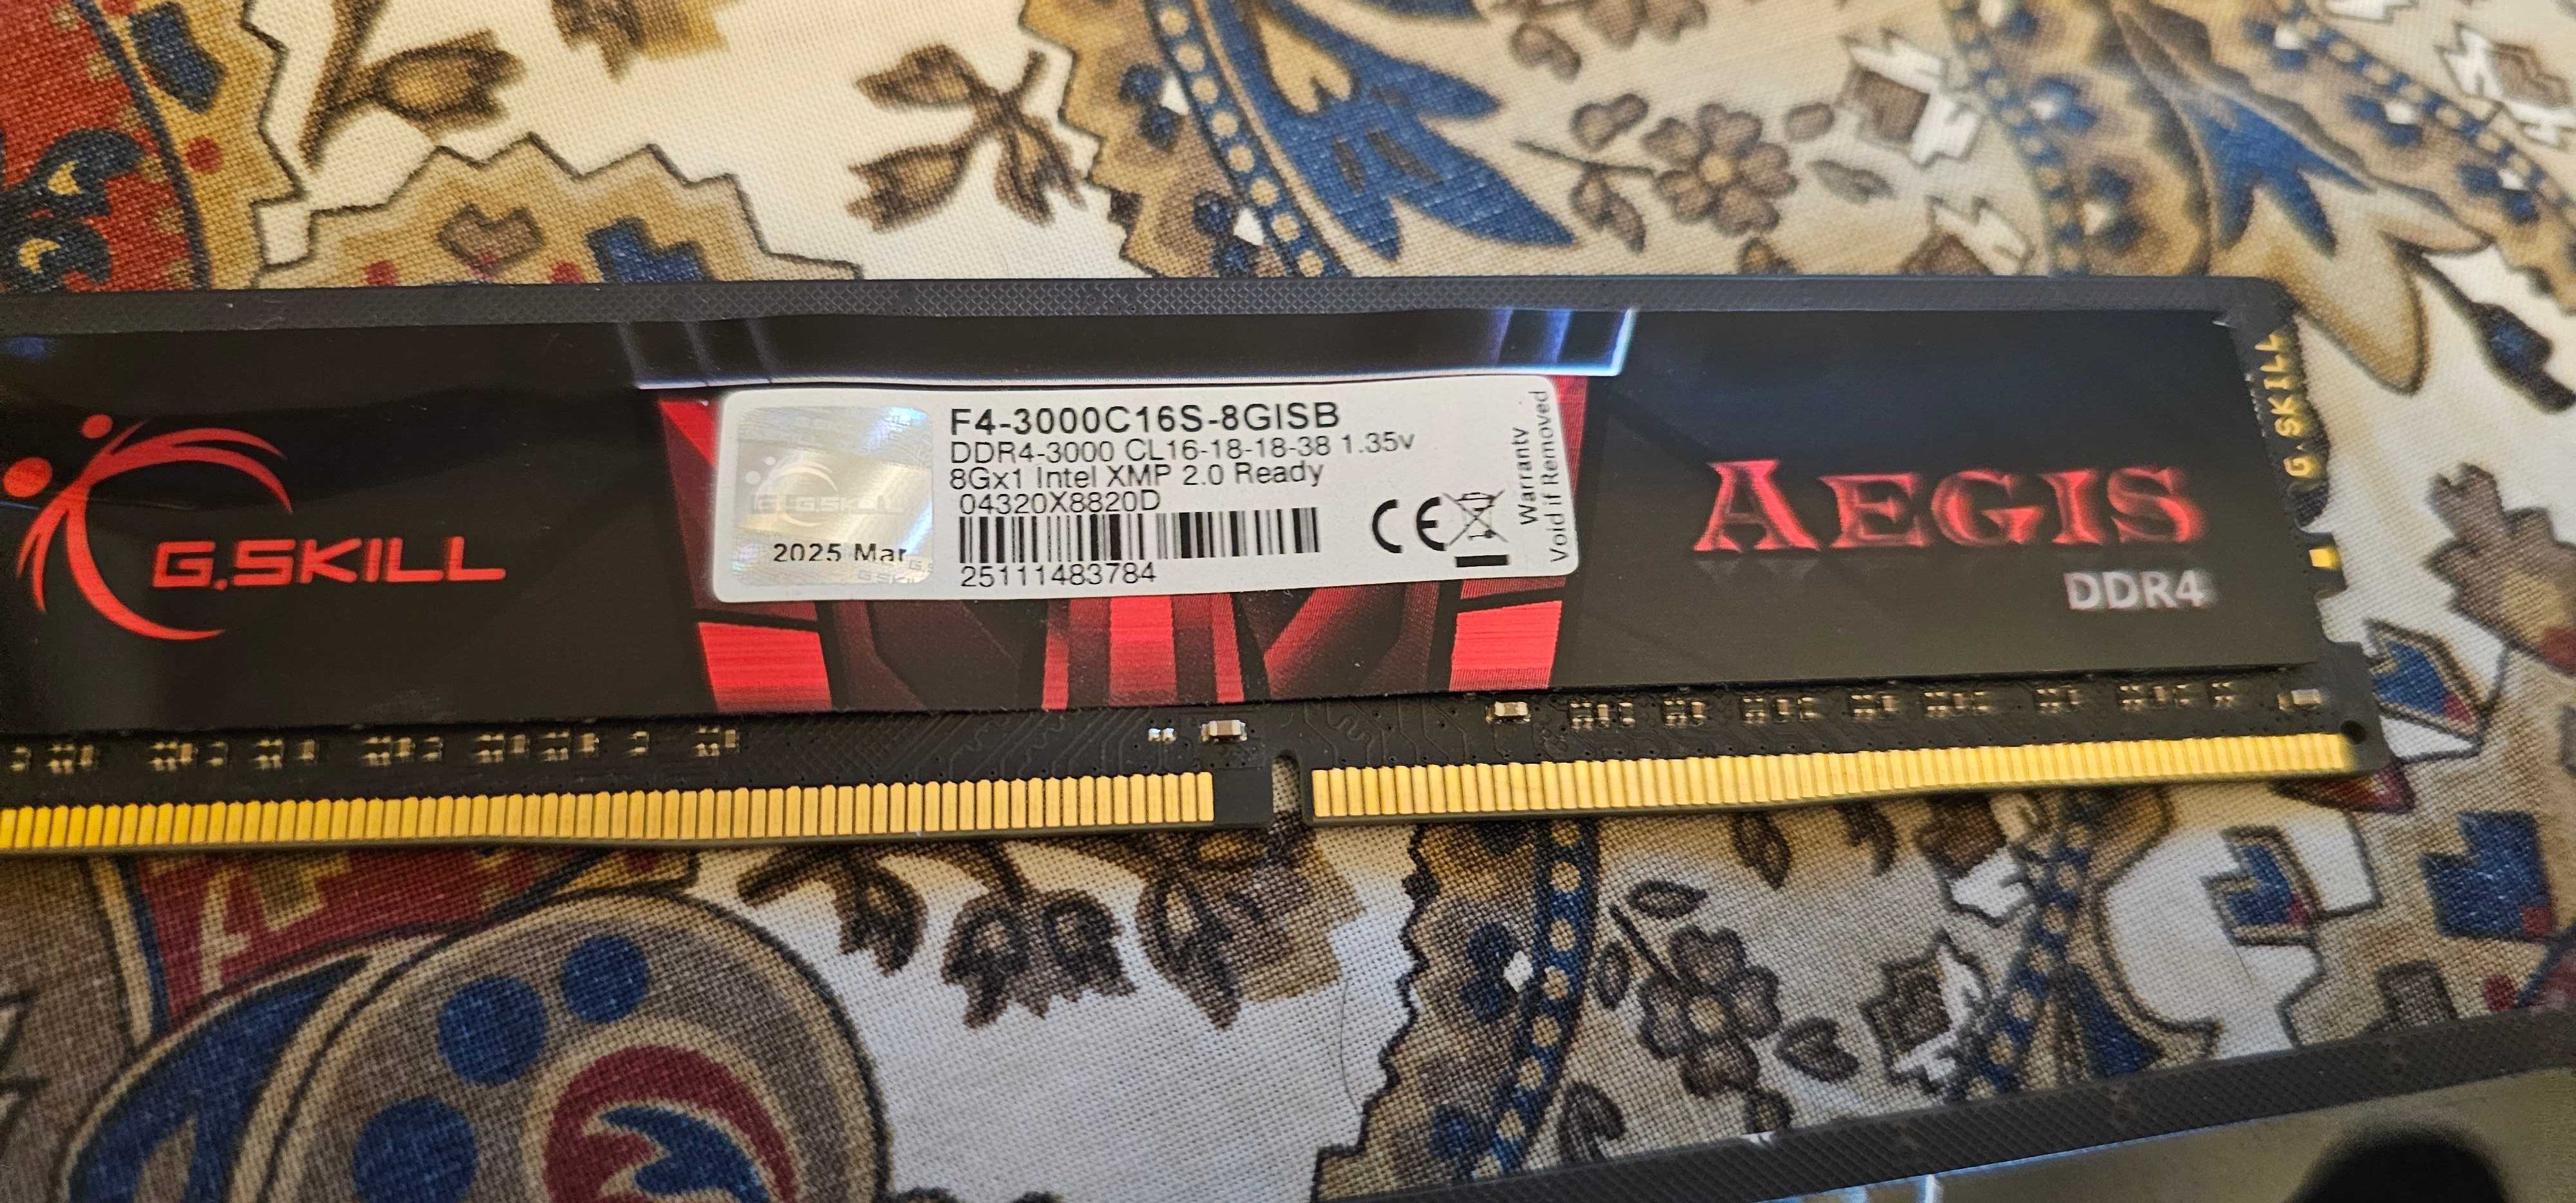 G.SKILL
F4-3000C16S-8GISB
DDR4-3000 CL16-18-18-38 1.35v
8Gx1 Intel XMP 2.0 Ready
04320X8820D
25111483784
2025 Mar
G.SKILL
CE
Warranty
Void if Removed
AEGIS
DDR4
G.SKILL